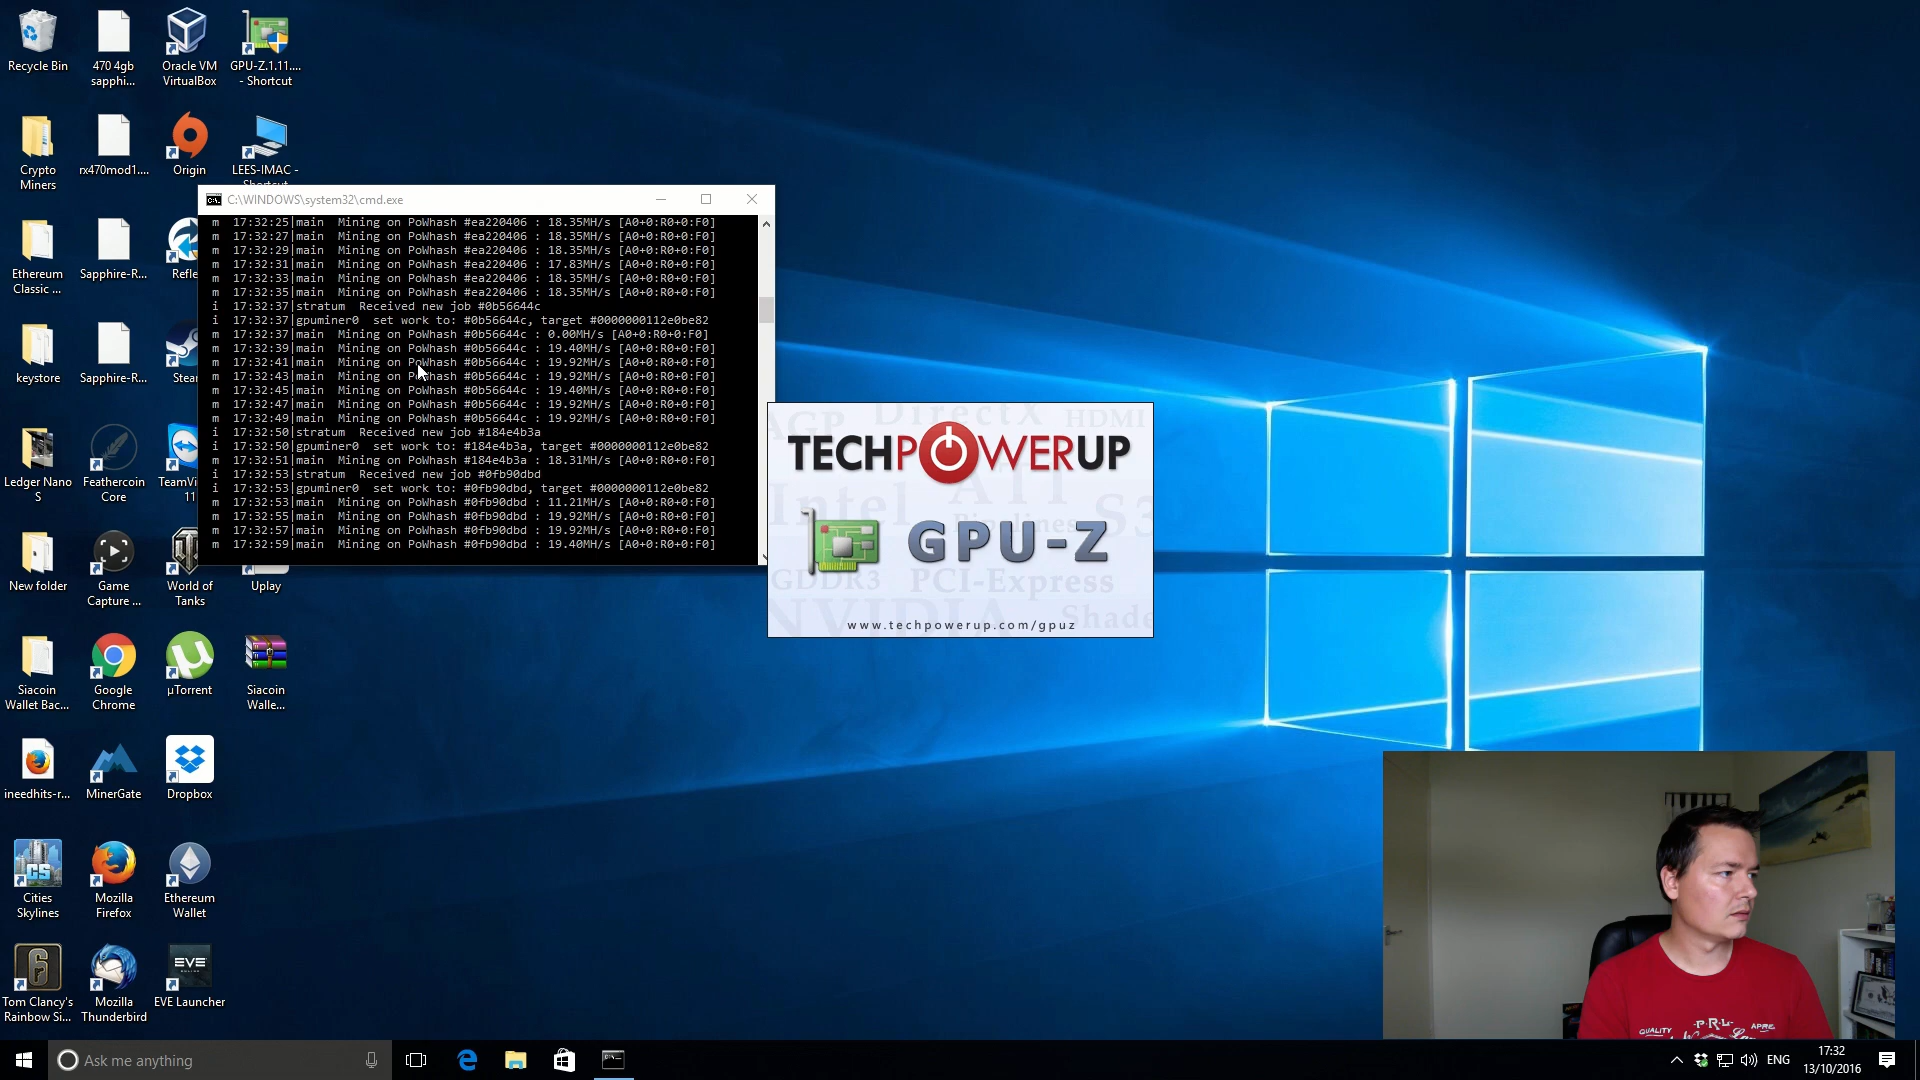 Recycle Bin
470 4gb
sapphi...
Oracle VM
VirtualBox
GPU-Z.1.11....
- Shortcut
Crypto
Miners
rx470mod1....
Origin
LEES-IMAC -
Ethereum
Classic ...
Sapphire-R...
Refle
keystore
Sapphire-R...
Stea
Ledger Nano
S
Feathercoin
Core
TeamVi
11
New folder
Game
Capture ...
World of
Tanks
Uplay
Siacoin
Wallet Bac...
Google
Chrome
µTorrent
Siacoin
Walle...
ineedhits-r...
MinerGate
Dropbox
Cities
Skylines
Mozilla
Firefox
Ethereum
Wallet
Tom Clancy's
Rainbow Si...
Mozilla
Thunderbird
EVE
EVE Launcher
C:\WINDOWS\system32\cmd.exe
m 17:32:25|main Mining on PoWhash #ea220406 : 18.35MH/s [A0+0:R0+0:F0]
m 17:32:27|main Mining on PoWhash #ea220406 : 18.35MH/s [A0+0:R0+0:F0]
m 17:32:29|main Mining on PoWhash #ea220406 : 18.35MH/s [A0+0:R0+0:F0]
m 17:32:31|main Mining on PoWhash #ea220406 : 17.83MH/s [A0+0:R0+0:F0]
m 17:32:33|main Mining on PoWhash #ea220406 : 18.35MH/s [A0+0:R0+0:F0]
m 17:32:35|main Mining on PoWhash #ea220406 : 18.35MH/s [A0+0:R0+0:F0]
i 17:32:37|stratum Received new job #0b56644c
i 17:32:37|gpuminer0 set work to: #0b56644c, target #0000000112e0be82
m 17:32:37|main Mining on PoWhash #0b56644c : 0.00MH/s [A0+0:R0+0:F0]
m 17:32:39|main Mining on PoWhash #0b56644c : 19.40MH/s [A0+0:R0+0:F0]
m 17:32:41|main Mining on PoWhash #0b56644c : 19.92MH/s [A0+0:R0+0:F0]
m 17:32:43|main Mining on PoWhash #0b56644c : 19.92MH/s [A0+0:R0+0:F0]
m 17:32:45|main Mining on PoWhash #0b56644c : 19.40MH/s [A0+0:R0+0:F0]
m 17:32:47|main Mining on PoWhash #0b56644c : 19.92MH/s [A0+0:R0+0:F0]
m 17:32:49|main Mining on PoWhash #0b56644c : 19.92MH/s [A0+0:R0+0:F0]
i 17:32:50|stratum Received new job #184e4b3a
i 17:32:50|gpuminer0 set work to: #184e4b3a, target #0000000112e0be82
m 17:32:51|main Mining on PoWhash #184e4b3a : 18.31MH/s [A0+0:R0+0:F0]
i 17:32:53|stratum Received new job #0fb90dbd
i 17:32:53|gpuminer0 set work to: #0fb90dbd, target #0000000112e0be82
m 17:32:53|main Mining on PoWhash #0fb90dbd : 11.21MH/s [A0+0:R0+0:F0]
m 17:32:55|main Mining on PoWhash #0fb90dbd : 19.92MH/s [A0+0:R0+0:F0]
m 17:32:57|main Mining on PoWhash #0fb90dbd : 19.92MH/s [A0+0:R0+0:F0]
m 17:32:59|main Mining on PoWhash #0fb90dbd : 19.40MH/s [A0+0:R0+0:F0]
AGP DirectX HDMI
TECHPOWERUP
Intel ATI S3
Pipelines
GPU-Z
GDDR3 PCI-Express
NVIDIA Shade
www.techpowerup.com/gpuz
QUALITY P.R.L. APRE
Ask me anything
ENG
17:32
13/10/2016